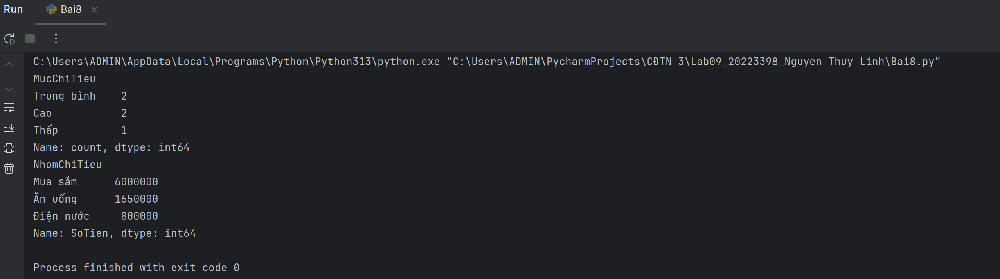 Run Bai8
C:\Users\ADMIN\AppData\Local\Programs\Python\Python313\python.exe "C:\Users\ADMIN\PycharmProjects\CĐTN 3\Lab09_20223398_Nguyen Thuy Linh\Bai8.py"
MucChiTieu
Trung bình    2
Cao           2
Thấp          1
Name: count, dtype: int64
NhomChiTieu
Mua sắm      6000000
Ăn uống      1650000
Điện nước     800000
Name: SoTien, dtype: int64
Process finished with exit code 0